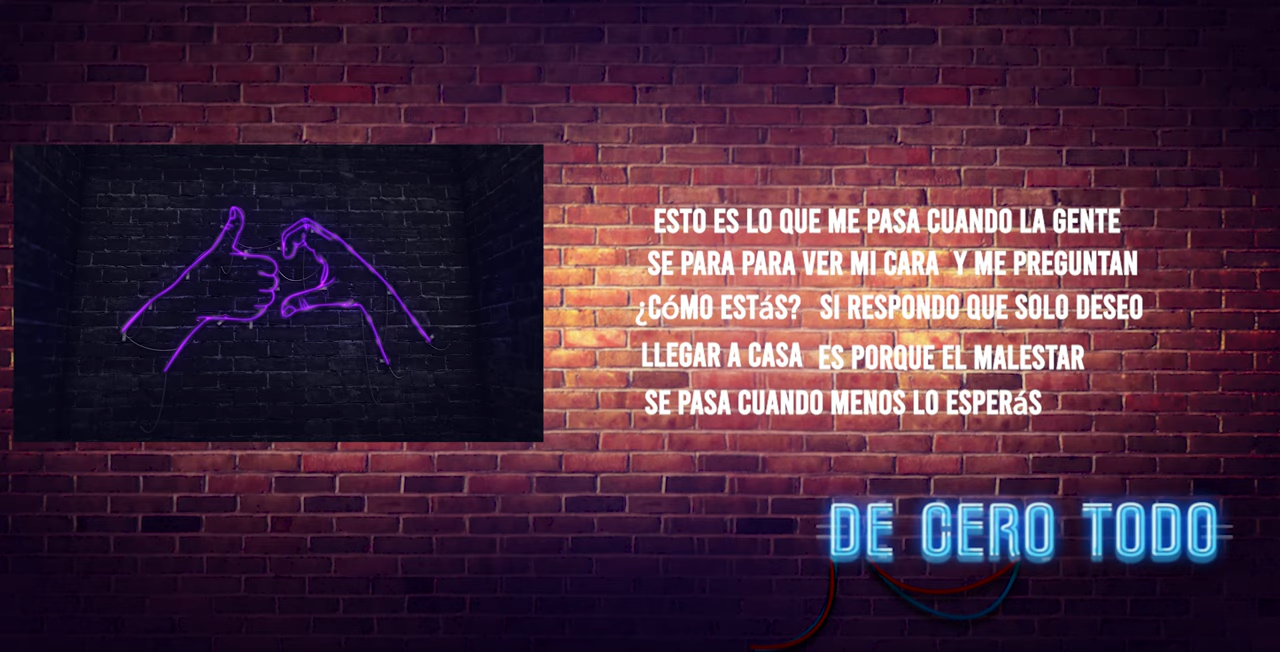 ESTO ES LO QUE ME PASA CUANDO LA GENTE
SE PARA PARA VER MI CARA Y ME PREGUNTAN
¿CóMO ESTáS? SI RESPONDO QUE SOLO DESEO
LLEGAR A CASA ES PORQUE EL MALESTAR
SE PASA CUANDO MENOS LO ESPERáS
DE CERO TODO